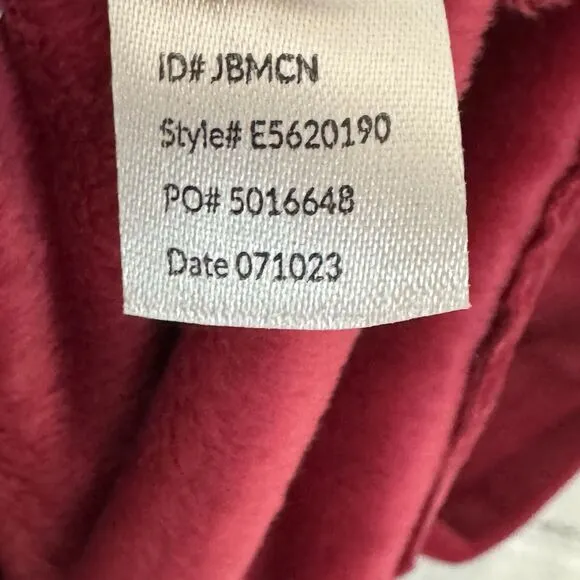 ID# JBMCN
Style# E5620190
PO# 5016648
Date 071023